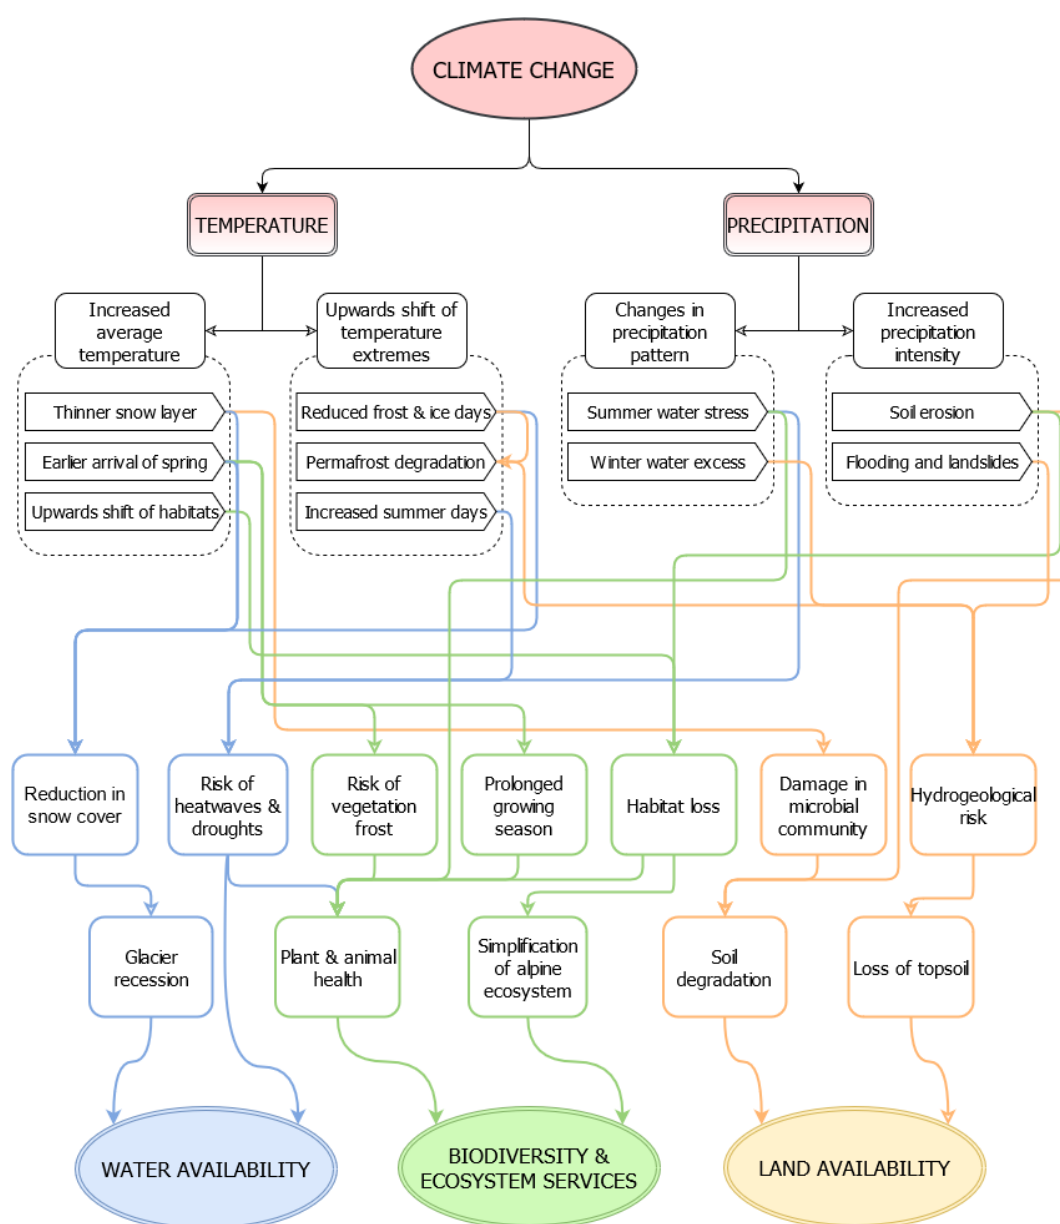 CLIMATE CHANGE
TEMPERATURE
PRECIPITATION
Increased
average
temperature
Upwards shift of
temperature
extremes
Changes in
precipitation
pattern
Increased
precipitation
intensity
Thinner snow layer
Earlier arrival of spring
Upwards shift of habitats
Reduced frost & ice days
Permafrost degradation
Increased summer days
Summer water stress
Winter water excess
Soil erosion
Flooding and landslides
Reduction in
snow cover
Risk of
heatwaves &
droughts
Risk of
vegetation
frost
Prolonged
growing
season
Habitat loss
Damage in
microbial
community
Hydrogeological
risk
Glacier
recession
Plant & animal
health
Simplification
of alpine
ecosystem
Soil
degradation
Loss of topsoil
WATER AVAILABILITY
BIODIVERSITY &
ECOSYSTEM SERVICES
LAND AVAILABILITY